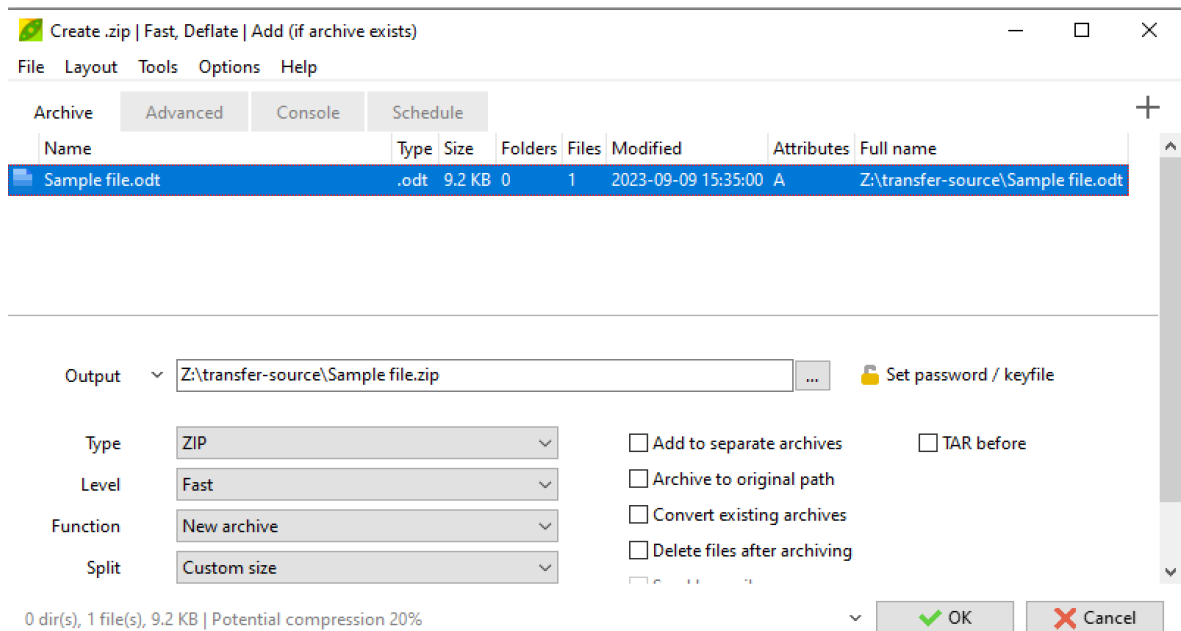 Create .zip | Fast, Deflate | Add (if archive exists)
File Layout Tools Options Help
Archive Advanced Console Schedule
Name Type Size Folders Files Modified Attributes Full name
Sample file.odt .odt 9.2 KB 0 1 2023-09-09 15:35:00 A Z:\transfer-source\Sample file.odt
Output Z:\transfer-source\Sample file.zip ... Set password / keyfile
Type ZIP Add to separate archives TAR before
Level Fast Archive to original path
Function New archive Convert existing archives
Split Custom size Delete files after archiving
0 dir(s), 1 file(s), 9.2 KB | Potential compression 20% OK Cancel